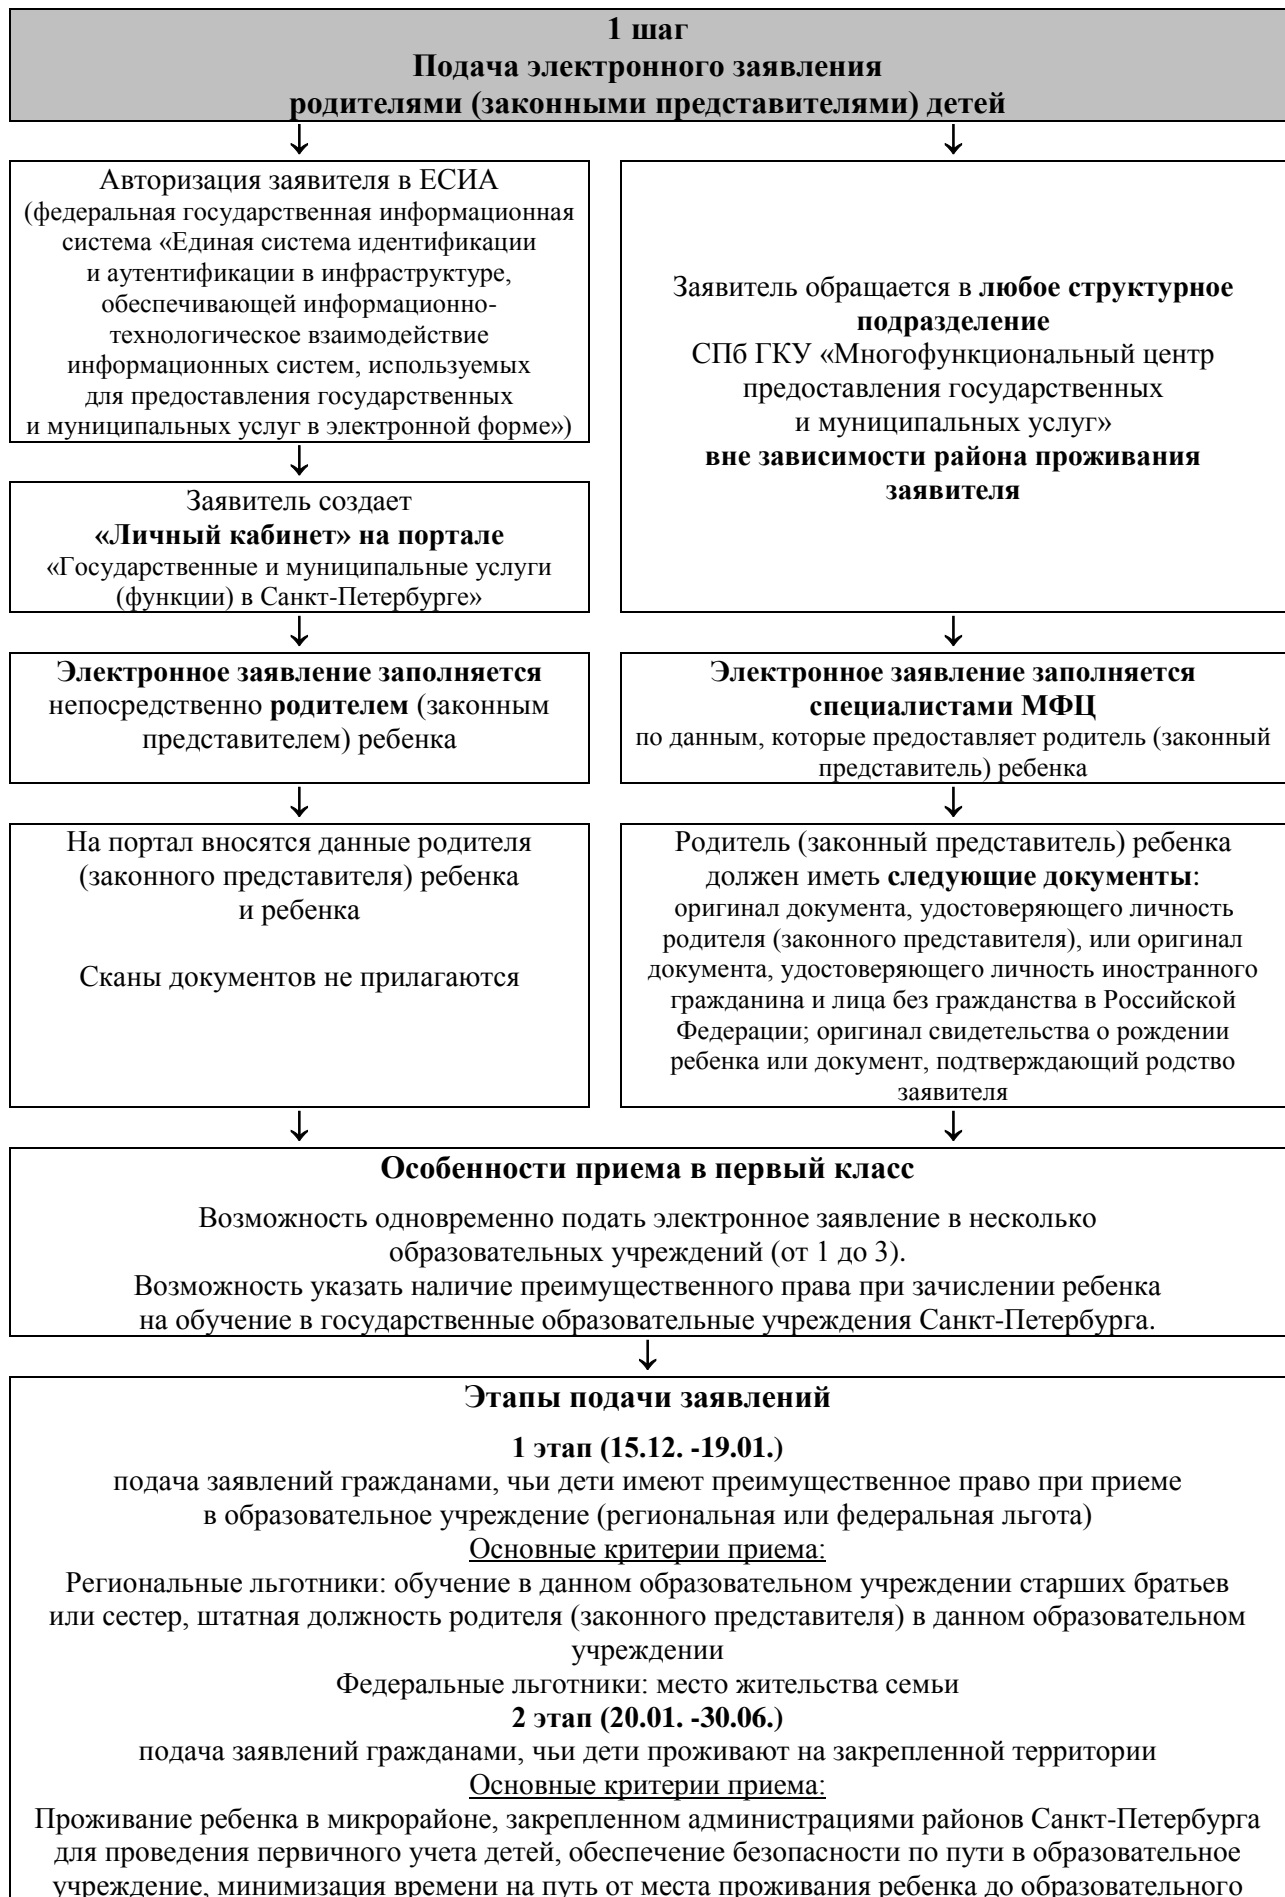 1 шаг
Подача электронного заявления
родителями (законными представителями) детей
Авторизация заявителя в ЕСИА
(федеральная государственная информационная
система «Единая система идентификации
и аутентификации в инфраструктуре,
обеспечивающей информационно-
технологическое взаимодействие
информационных систем, используемых
для предоставления государственных
и муниципальных услуг в электронной форме»)
Заявитель создает
«Личный кабинет» на портале
«Государственные и муниципальные услуги
(функции) в Санкт-Петербурге»
Электронное заявление заполняется
непосредственно родителем (законным
представителем) ребенка
На портал вносятся данные родителя
(законного представителя) ребенка
и ребенка
Сканы документов не прилагаются
Заявитель обращается в любое структурное
подразделение
СПб ГКУ «Многофункциональный центр
предоставления государственных
и муниципальных услуг»
вне зависимости района проживания
заявителя
Электронное заявление заполняется
специалистами МФЦ
по данным, которые предоставляет родитель (законный
представитель) ребенка
Родитель (законный представитель) ребенка
должен иметь следующие документы:
оригинал документа, удостоверяющего личность
родителя (законного представителя), или оригинал
документа, удостоверяющего личность иностранного
гражданина и лица без гражданства в Российской
Федерации; оригинал свидетельства о рождении
ребенка или документ, подтверждающий родство
заявителя
Особенности приема в первый класс
Возможность одновременно подать электронное заявление в несколько
образовательных учреждений (от 1 до 3).
Возможность указать наличие преимущественного права при зачислении ребенка
на обучение в государственные образовательные учреждения Санкт-Петербурга.
Этапы подачи заявлений
1 этап (15.12. -19.01.)
подача заявлений гражданами, чьи дети имеют преимущественное право при приеме
в образовательное учреждение (региональная или федеральная льгота)
Основные критерии приема:
Региональные льготники: обучение в данном образовательном учреждении старших братьев
или сестер, штатная должность родителя (законного представителя) в данном образовательном
учреждении
Федеральные льготники: место жительства семьи
2 этап (20.01. -30.06.)
подача заявлений гражданами, чьи дети проживают на закрепленной территории
Основные критерии приема:
Проживание ребенка в микрорайоне, закрепленном администрациями районов Санкт-Петербурга
для проведения первичного учета детей, обеспечение безопасности по пути в образовательное
учреждение, минимизация времени на путь от места проживания ребенка до образовательного